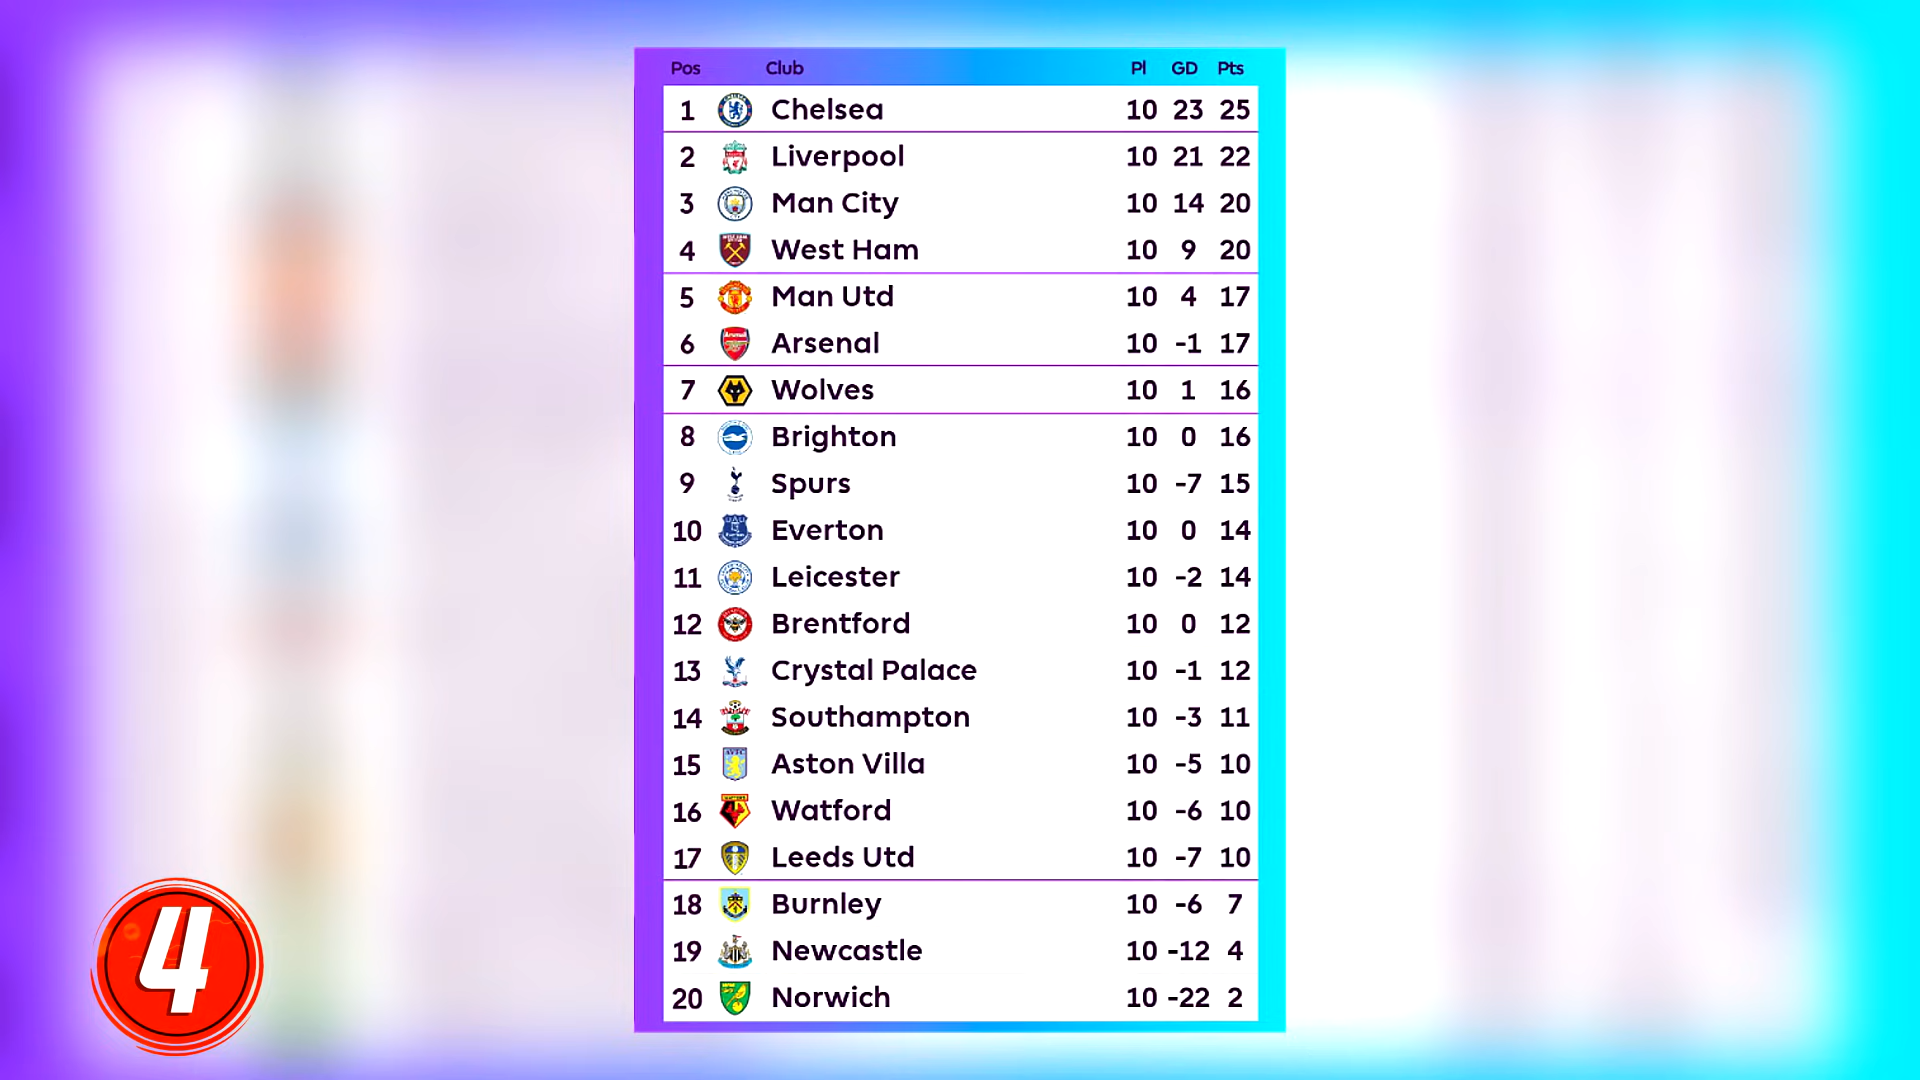 Pos Club Pl GD Pts
1 Chelsea 10 23 25
2 Liverpool 10 21 22
3 Man City 10 14 20
4 West Ham 10 9 20
5 Man Utd 10 4 17
6 Arsenal 10 -1 17
7 Wolves 10 1 16
8 Brighton 10 0 16
9 Spurs 10 -7 15
10 Everton 10 0 14
11 Leicester 10 -2 14
12 Brentford 10 0 12
13 Crystal Palace 10 -1 12
14 Southampton 10 -3 11
15 Aston Villa 10 -5 10
16 Watford 10 -6 10
17 Leeds Utd 10 -7 10
18 Burnley 10 -6 7
19 Newcastle 10 -12 4
20 Norwich 10 -22 2
4